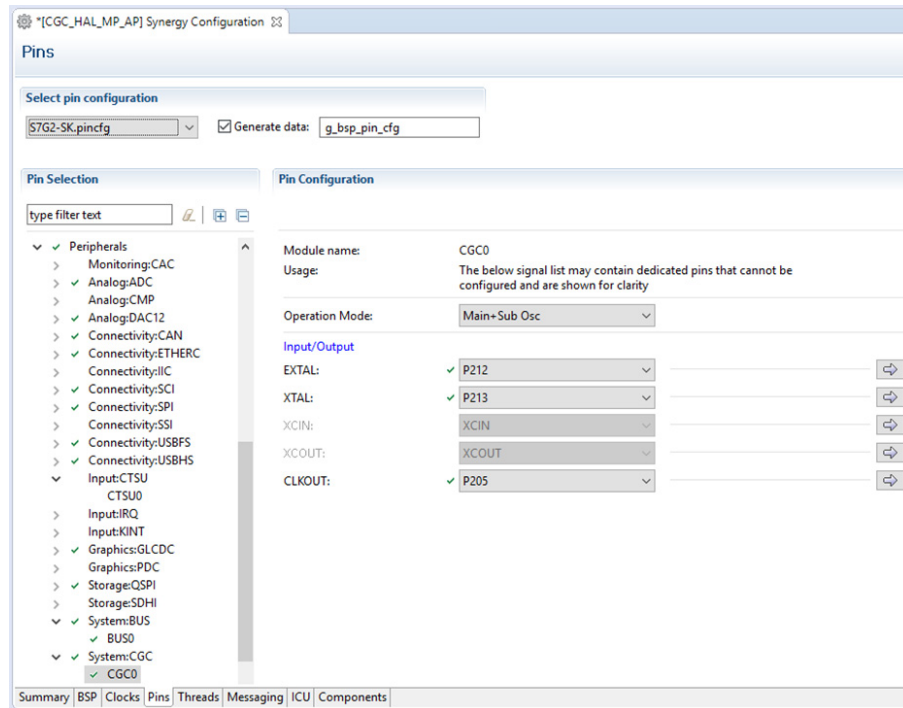 *[CGC_HAL_MP_AP] Synergy Configuration
Pins
Select pin configuration
S7G2-SK.pincfg
Generate data:
g_bsp_pin_cfg
Pin Selection
type filter text
Peripherals
Monitoring:CAC
Analog:ADC
Analog:CMP
Analog:DAC12
Connectivity:CAN
Connectivity:ETHERC
Connectivity:IIC
Connectivity:SCI
Connectivity:SPI
Connectivity:SSI
Connectivity:USBFS
Connectivity:USBHS
Input:CTSU
CTSU0
Input:IRQ
Input:KINT
Graphics:GLCDC
Graphics:PDC
Storage:QSPI
Storage:SDHI
System:BUS
BUS0
System:CGC
CGC0
Pin Configuration
Module name: CGC0
Usage: The below signal list may contain dedicated pins that cannot be
configured and are shown for clarity
Operation Mode: Main+Sub Osc
Input/Output
EXTAL: P212
XTAL: P213
XCIN: XCIN
XCOUT: XCOUT
CLKOUT: P205
Summary BSP Clocks Pins Threads Messaging ICU Components